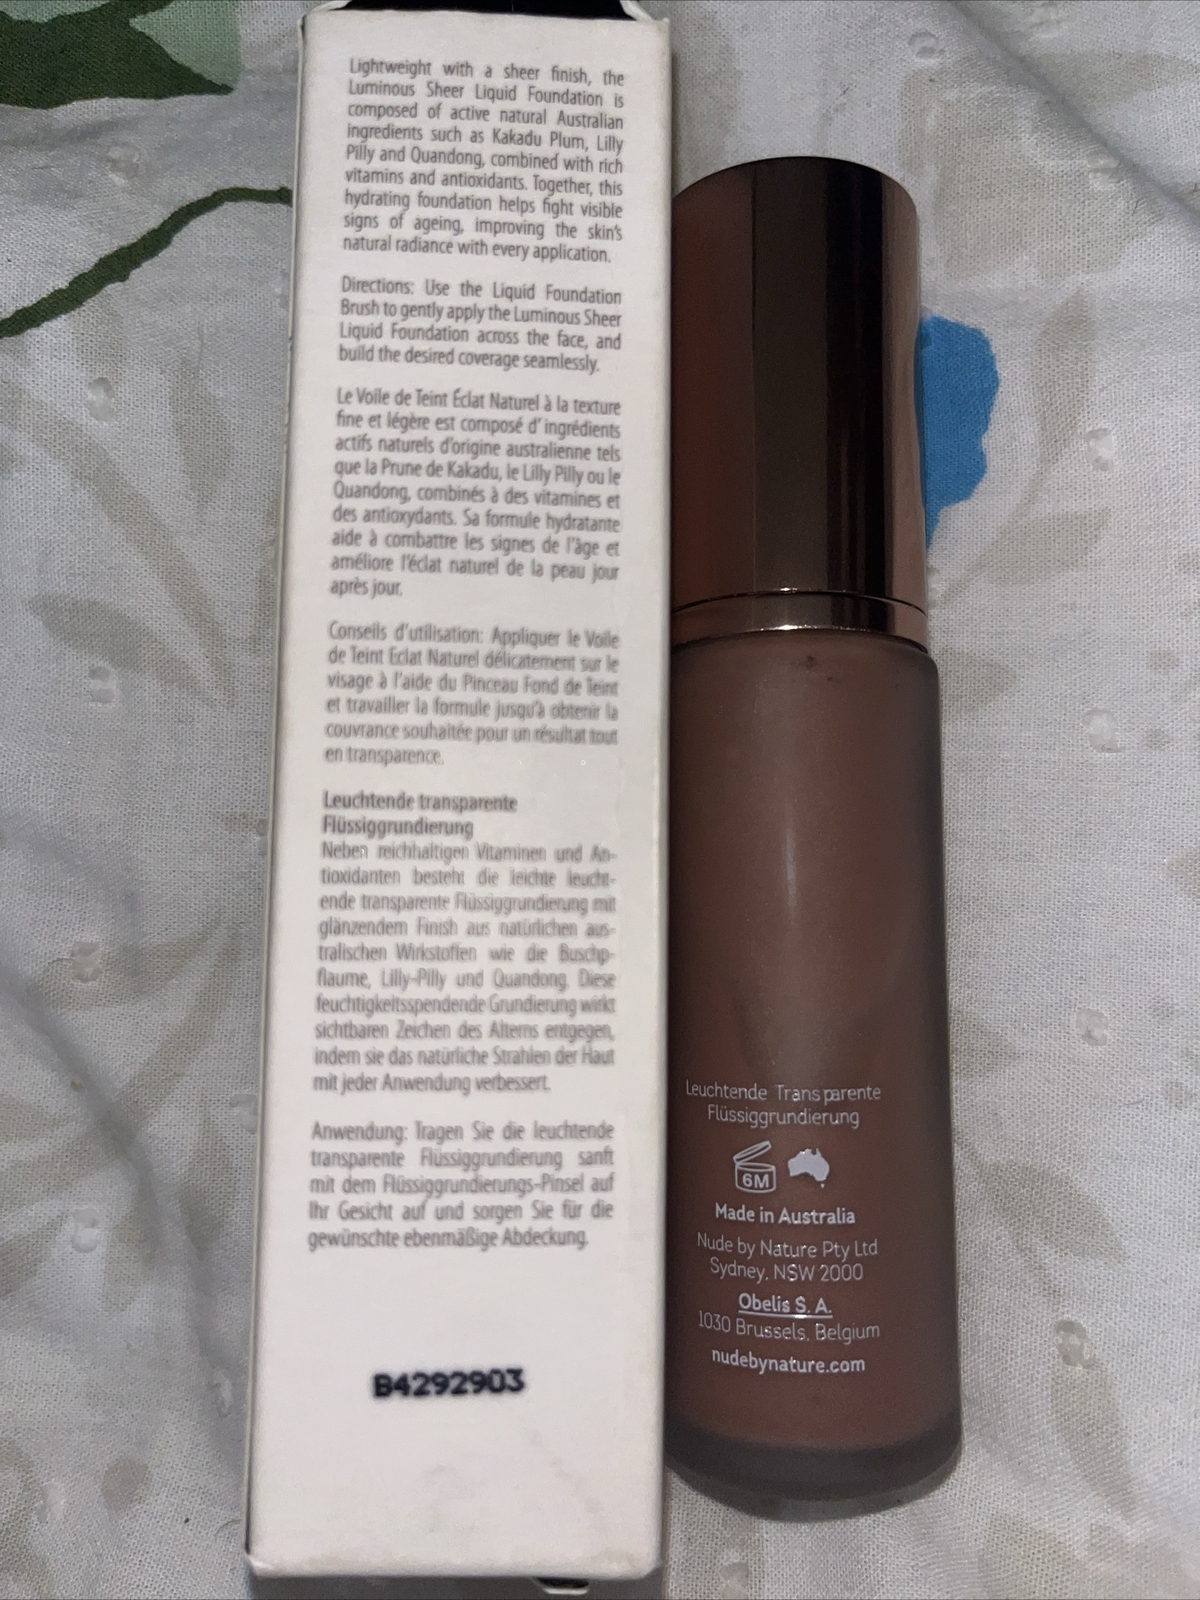 Lightweight with a sheer finish, the
Luminous Sheer Liquid Foundation is
composed of active natural Australian
ingredients such as Kakadu Plum, Lilly
Pilly and Quandong, combined with rich
vitamins and antioxidants. Together, this
hydrating foundation helps fight visible
signs of ageing, improving the skin's
natural radiance with every application.
Directions: Use the Liquid Foundation
Brush to gently apply the Luminous Sheer
Liquid Foundation across the face, and
build the desired coverage seamlessly.
Le Voile de Teint Éclat Naturel à la texture
fine et légère est composé d' ingrédients
actifs naturels d'origine australienne tels
que la Prune de Kakadu, le Lilly Pilly ou le
Quandong, combinés à des vitamines et
des antioxydants. Sa formule hydratante
aide à combattre les signes de l'âge et
améliore l'éclat naturel de la peau jour
après jour.
Conseils d'utilisation: Appliquer le Voile
de Teint Eclat Naturel délicatement sur le
visage à l'aide du Pinceau Fond de Teint
et travailler la formule jusqu'à obtenir la
couvrance souhaitée pour un résultat tout
en transparence.
Leuchtende transparente
Flüssiggrundierung
Neben reichhaltigen Vitaminen und An-
tioxidanten besteht die leichte leucht-
ende transparente Flüssiggrundierung mit
glänzendem Finish aus natürlichen aus-
tralischen Wirkstoffen wie die Buschp-
flaume, Lilly-Pilly und Quandong. Diese
feuchtigkeitsspendende Grundierung wirkt
sichtbaren Zeichen des Alterns entgegen,
indem sie das natürliche Strahlen der Haut
mit jeder Anwendung verbessert.
Anwendung: Tragen Sie die leuchtende
transparente Flüssiggrundierung sanft
mit dem Flüssiggrundierungs-Pinsel auf
Ihr Gesicht auf und sorgen Sie für die
gewünschte ebenmäßige Abdeckung.
B4292903
Leuchtende Transparente
Flüssiggrundierung
6M
Made in Australia
Nude by Nature Pty Ltd
Sydney, NSW 2000
Obelis S. A.
1030 Brussels, Belgium
nudebynature.com